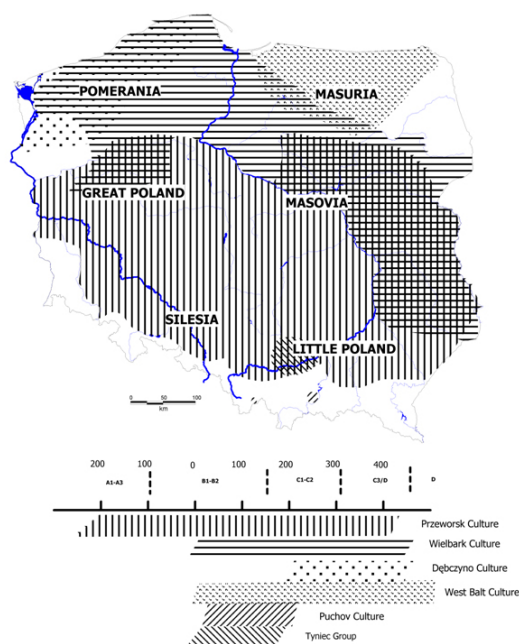 POMERANIA
MASURIA
GREAT POLAND
MASOVIA
SILESIA
LITTLE POLAND
0 50 100
km
200 100 0 100 200 300 400
A1-A3 B1-B2 C1-C2 C3/D D
Przeworsk Culture
Wielbark Culture
Dębczyno Culture
West Balt Culture
Puchov Culture
Tyniec Group